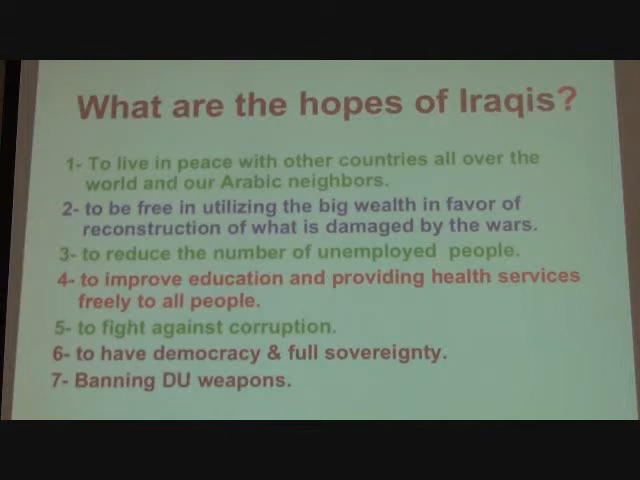 What are the hopes of Iraqis?
1- To live in peace with other countries all over the
world and our Arabic neighbors.
2- to be free in utilizing the big wealth in favor of
reconstruction of what is damaged by the wars.
3- to reduce the number of unemployed people.
4- to improve education and providing health services
freely to all people.
5- to fight against corruption.
6- to have democracy & full sovereignty.
7- Banning DU weapons.